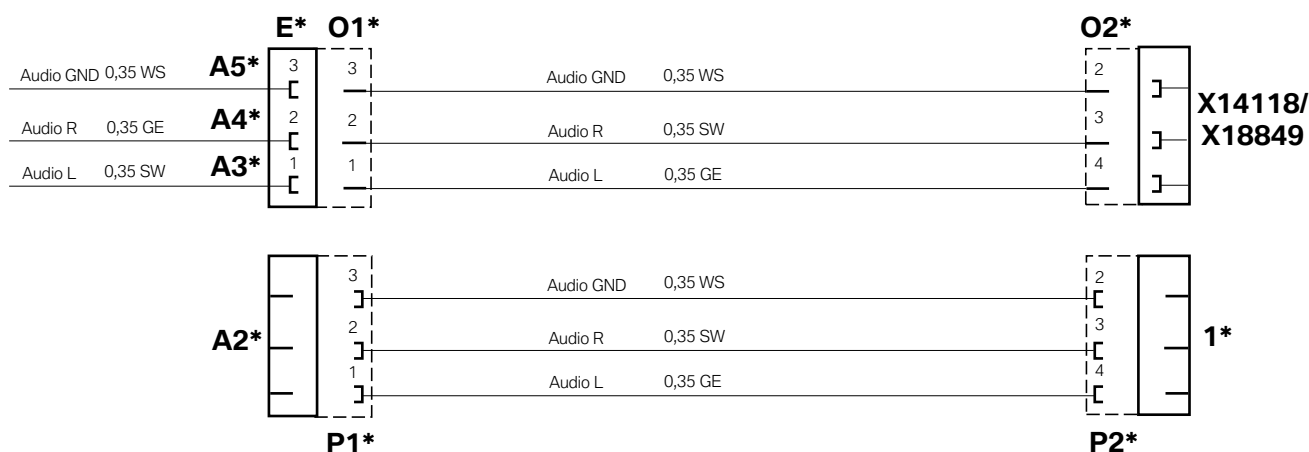 E* O1* O2*
Audio GND 0,35 WS A5* 3 3 Audio GND 0,35 WS 2
X14118/
X18849
Audio R 0,35 GE A4* 2 2 Audio R 0,35 SW 3
Audio L 0,35 SW A3* 1 1 Audio L 0,35 GE 4
3 Audio GND 0,35 WS 2
A2* 2 Audio R 0,35 SW 3 1*
1 Audio L 0,35 GE 4
P1* P2*